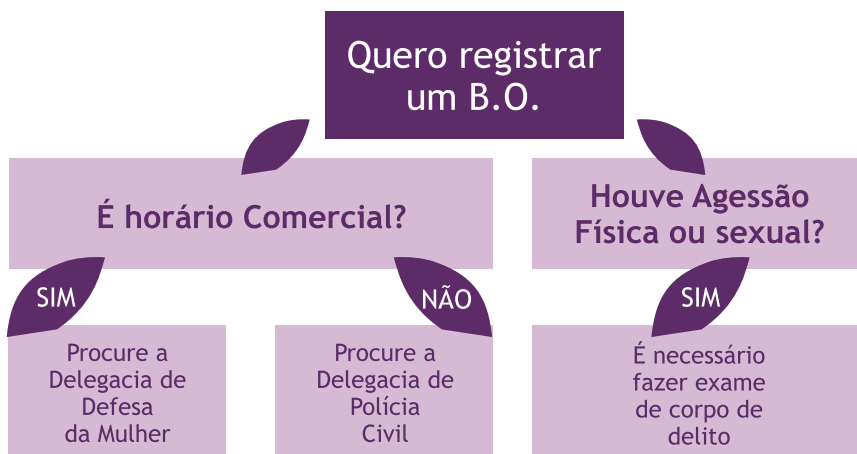 Quero registrar
um B.O.
É horário Comercial?
Houve Agessão
Física ou sexual?
SIM
NÃO
SIM
Procure a
Delegacia de
Defesa
da Mulher
Procure a
Delegacia de
Polícia
Civil
É necessário
fazer exame
de corpo de
delito